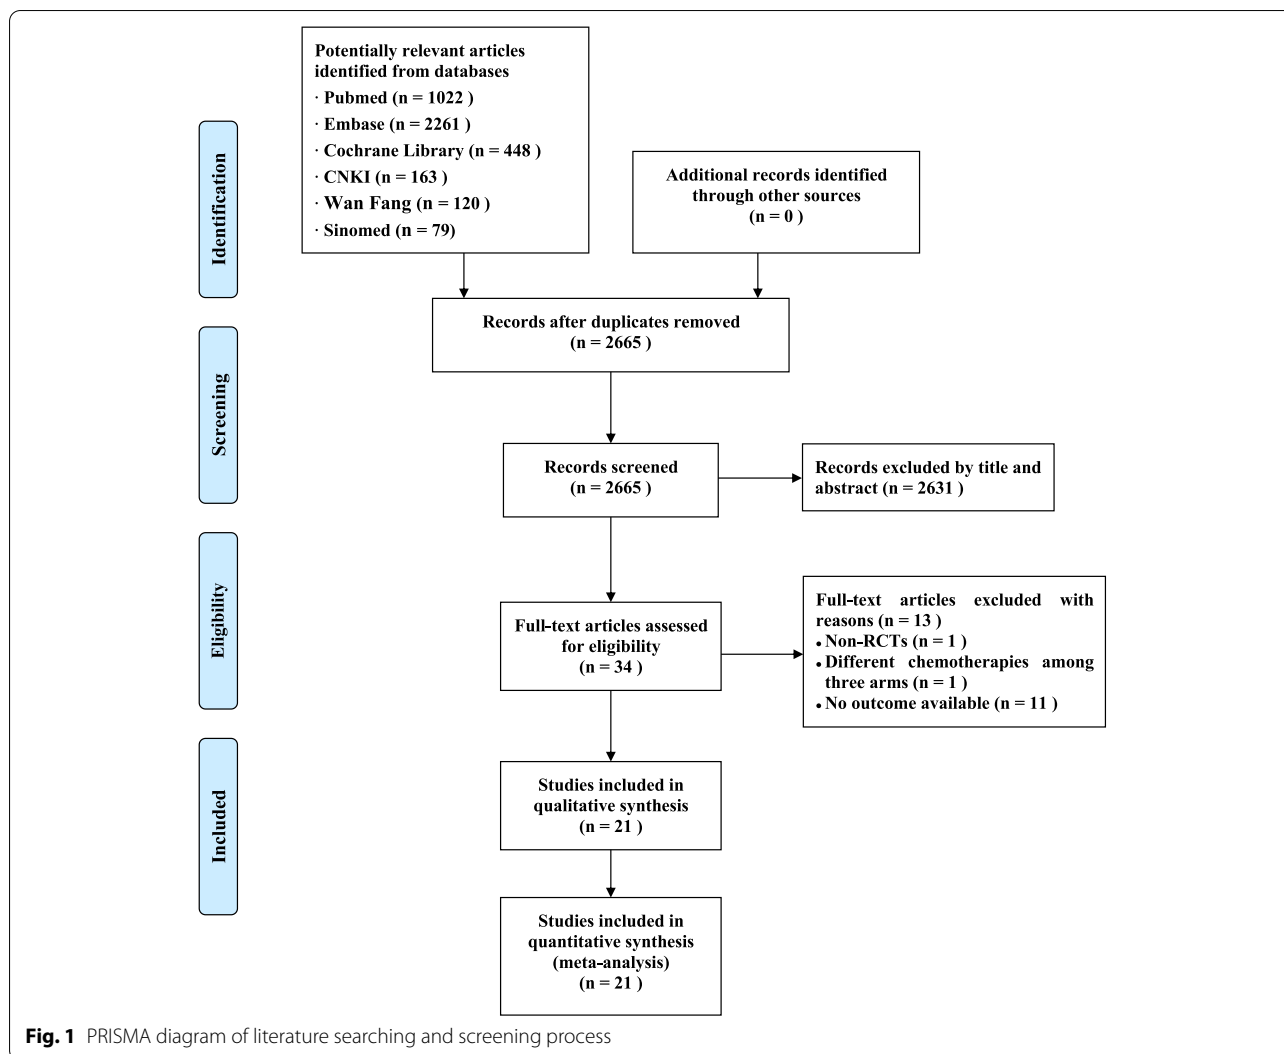 Potentially relevant articles
identified from databases
· Pubmed (n = 1022 )
· Embase (n = 2261)
· Cochrane Library (n = 448)
· CNKI (n = 163)
· Wan Fang (n = 120 )
· Sinomed (n = 79)
Additional records identified
through other sources
(n = 0 )
Identification
Records after duplicates removed
(n = 2665 )
Screening
Records screened
(n = 2665 )
Records excluded by title and
abstract (n = 2631 )
Eligibility
Full-text articles assessed
for eligibility
(n = 34 )
Full-text articles excluded with
reasons (n = 13 )
• Non-RCTs (n = 1 )
• Different chemotherapies among
three arms (n = 1 )
• No outcome available (n = 11 )
Included
Studies included in
qualitative synthesis
(n = 21 )
Studies included in
quantitative synthesis
(meta-analysis)
(n = 21 )
Fig. 1 PRISMA diagram of literature searching and screening process